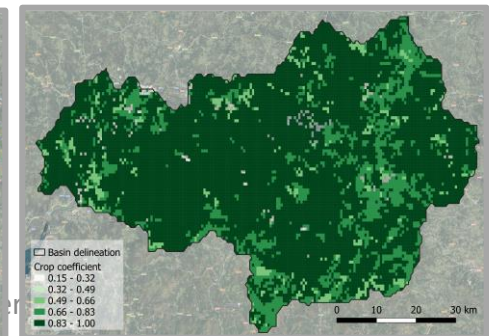 Basin delineation
Crop coefficient
0.15 - 0.32
0.32 - 0.49
0.49 - 0.66
0.66 - 0.83
0.83 - 1.00
0 10 20 30 km
er